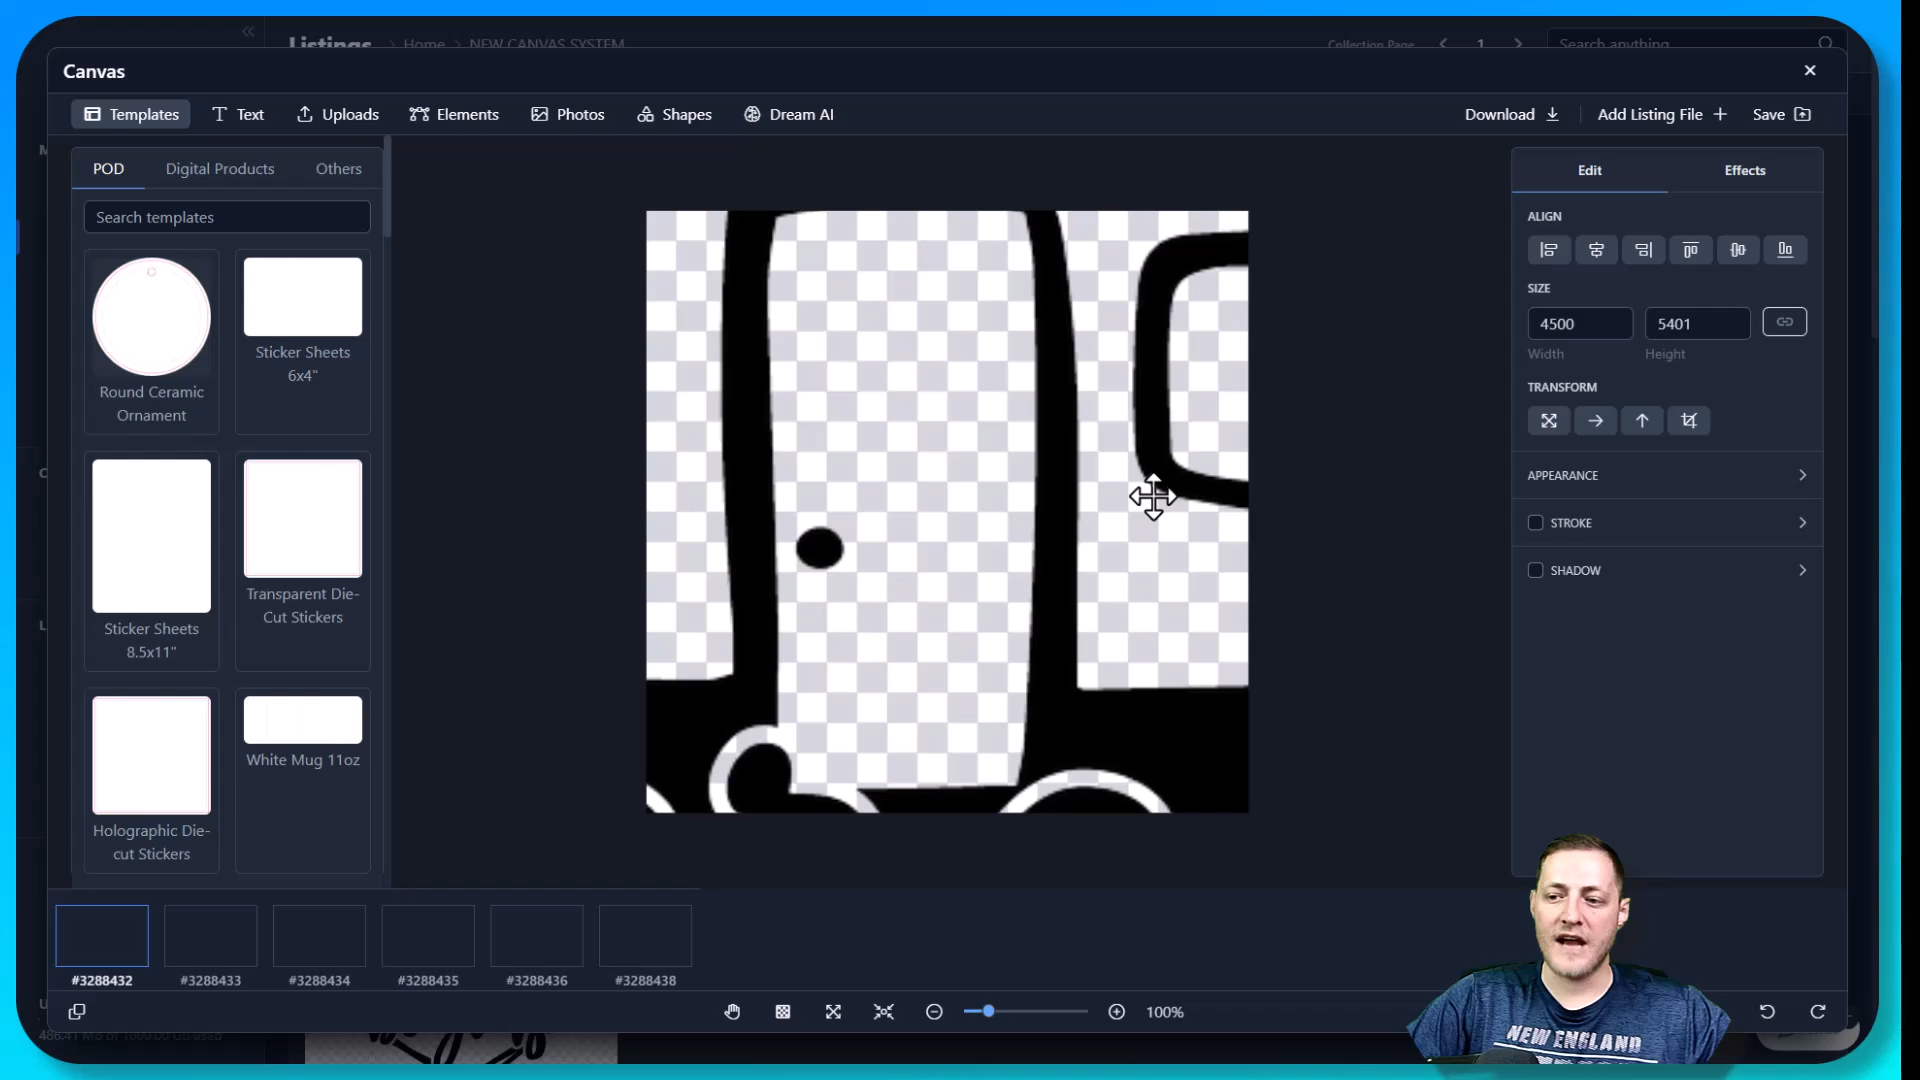 Listings
Home
NEW CANVAS SYSTEM
Collection Page
1
Search anything
Canvas
Templates
Text
Uploads
Elements
Photos
Shapes
Dream AI
Download
Add Listing File
Save
POD
Digital Products
Others
Search templates
Round Ceramic
Ornament
Sticker Sheets
6x4"
Sticker Sheets
8.5x11"
Transparent Die-
Cut Stickers
Holographic Die-
cut Stickers
White Mug 11oz
Edit
Effects
ALIGN
SIZE
4500
5401
Width
Height
TRANSFORM
APPEARANCE
STROKE
SHADOW
#3288432
#3288433
#3288434
#3288435
#3288436
#3288438
100%
NEW ENGLAND